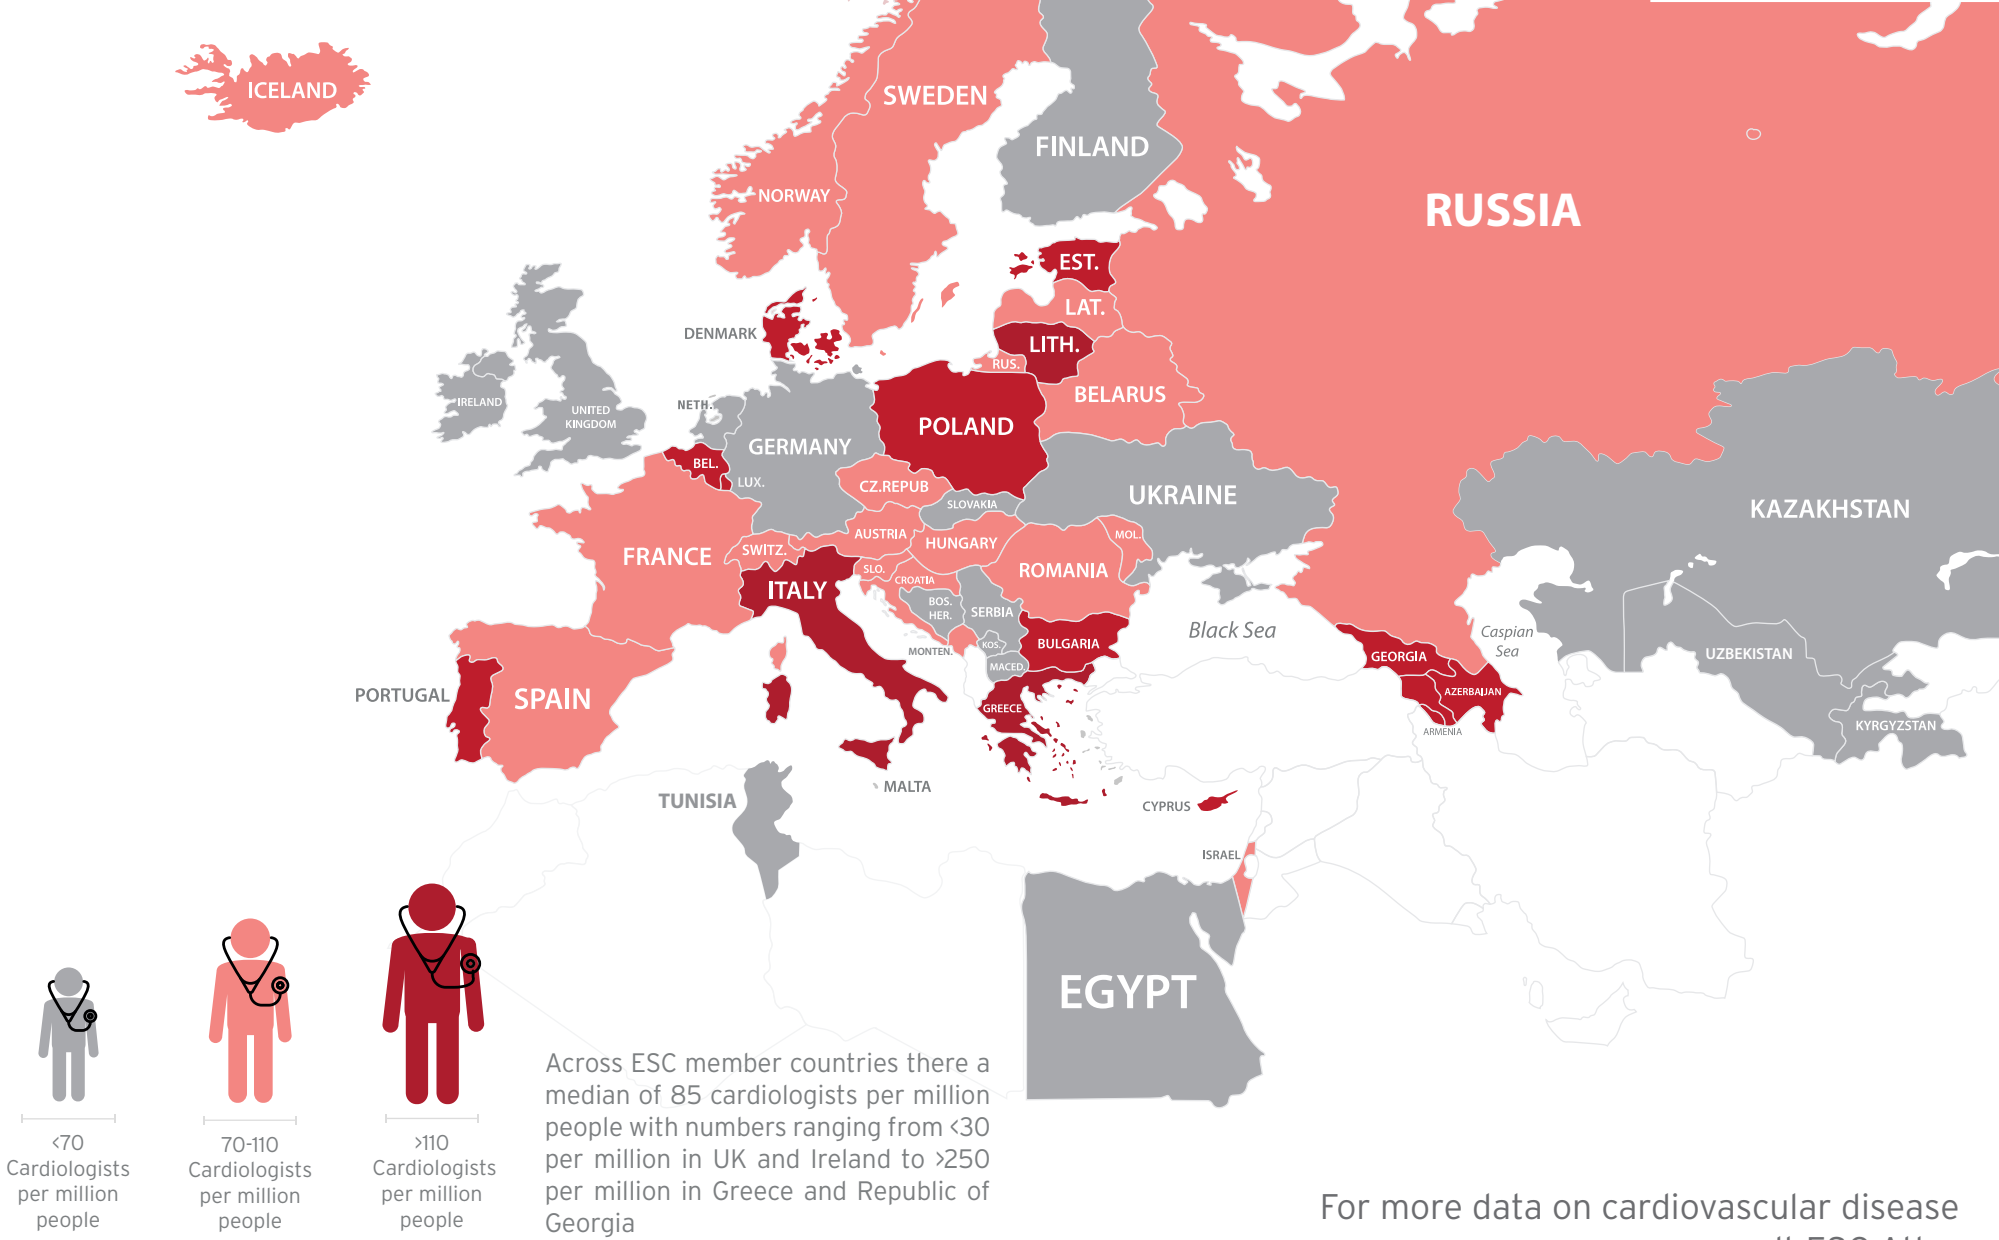 ICELAND
SWEDEN
FINLAND
NORWAY
RUSSIA
EST.
LAT.
DENMARK
LITH.
RUS.
BELARUS
IRELAND
UNITED
KINGDOM
NETH.
POLAND
GERMANY
BEL.
LUX.
CZ.REPUB
SLOVAKIA
UKRAINE
KAZAKHSTAN
FRANCE
SWITZ.
AUSTRIA
HUNGARY
MOL.
SLO.
CROATIA
ROMANIA
ITALY
BOS.
HER.
SERBIA
Black Sea
Caspian
Sea
MONTEN.
KOS.
BULGARIA
GEORGIA
UZBEKISTAN
MACED.
PORTUGAL
SPAIN
GREECE
AZERBAIJAN
ARMENIA
KYRGYZSTAN
TUNISIA
MALTA
CYPRUS
ISRAEL
EGYPT
<70
Cardiologists
per million
people
70-110
Cardiologists
per million
people
>110
Cardiologists
per million
people
Across ESC member countries there a
median of 85 cardiologists per million
people with numbers ranging from <30
per million in UK and Ireland to >250
per million in Greece and Republic of
Georgia
For more data on cardiovascular disease